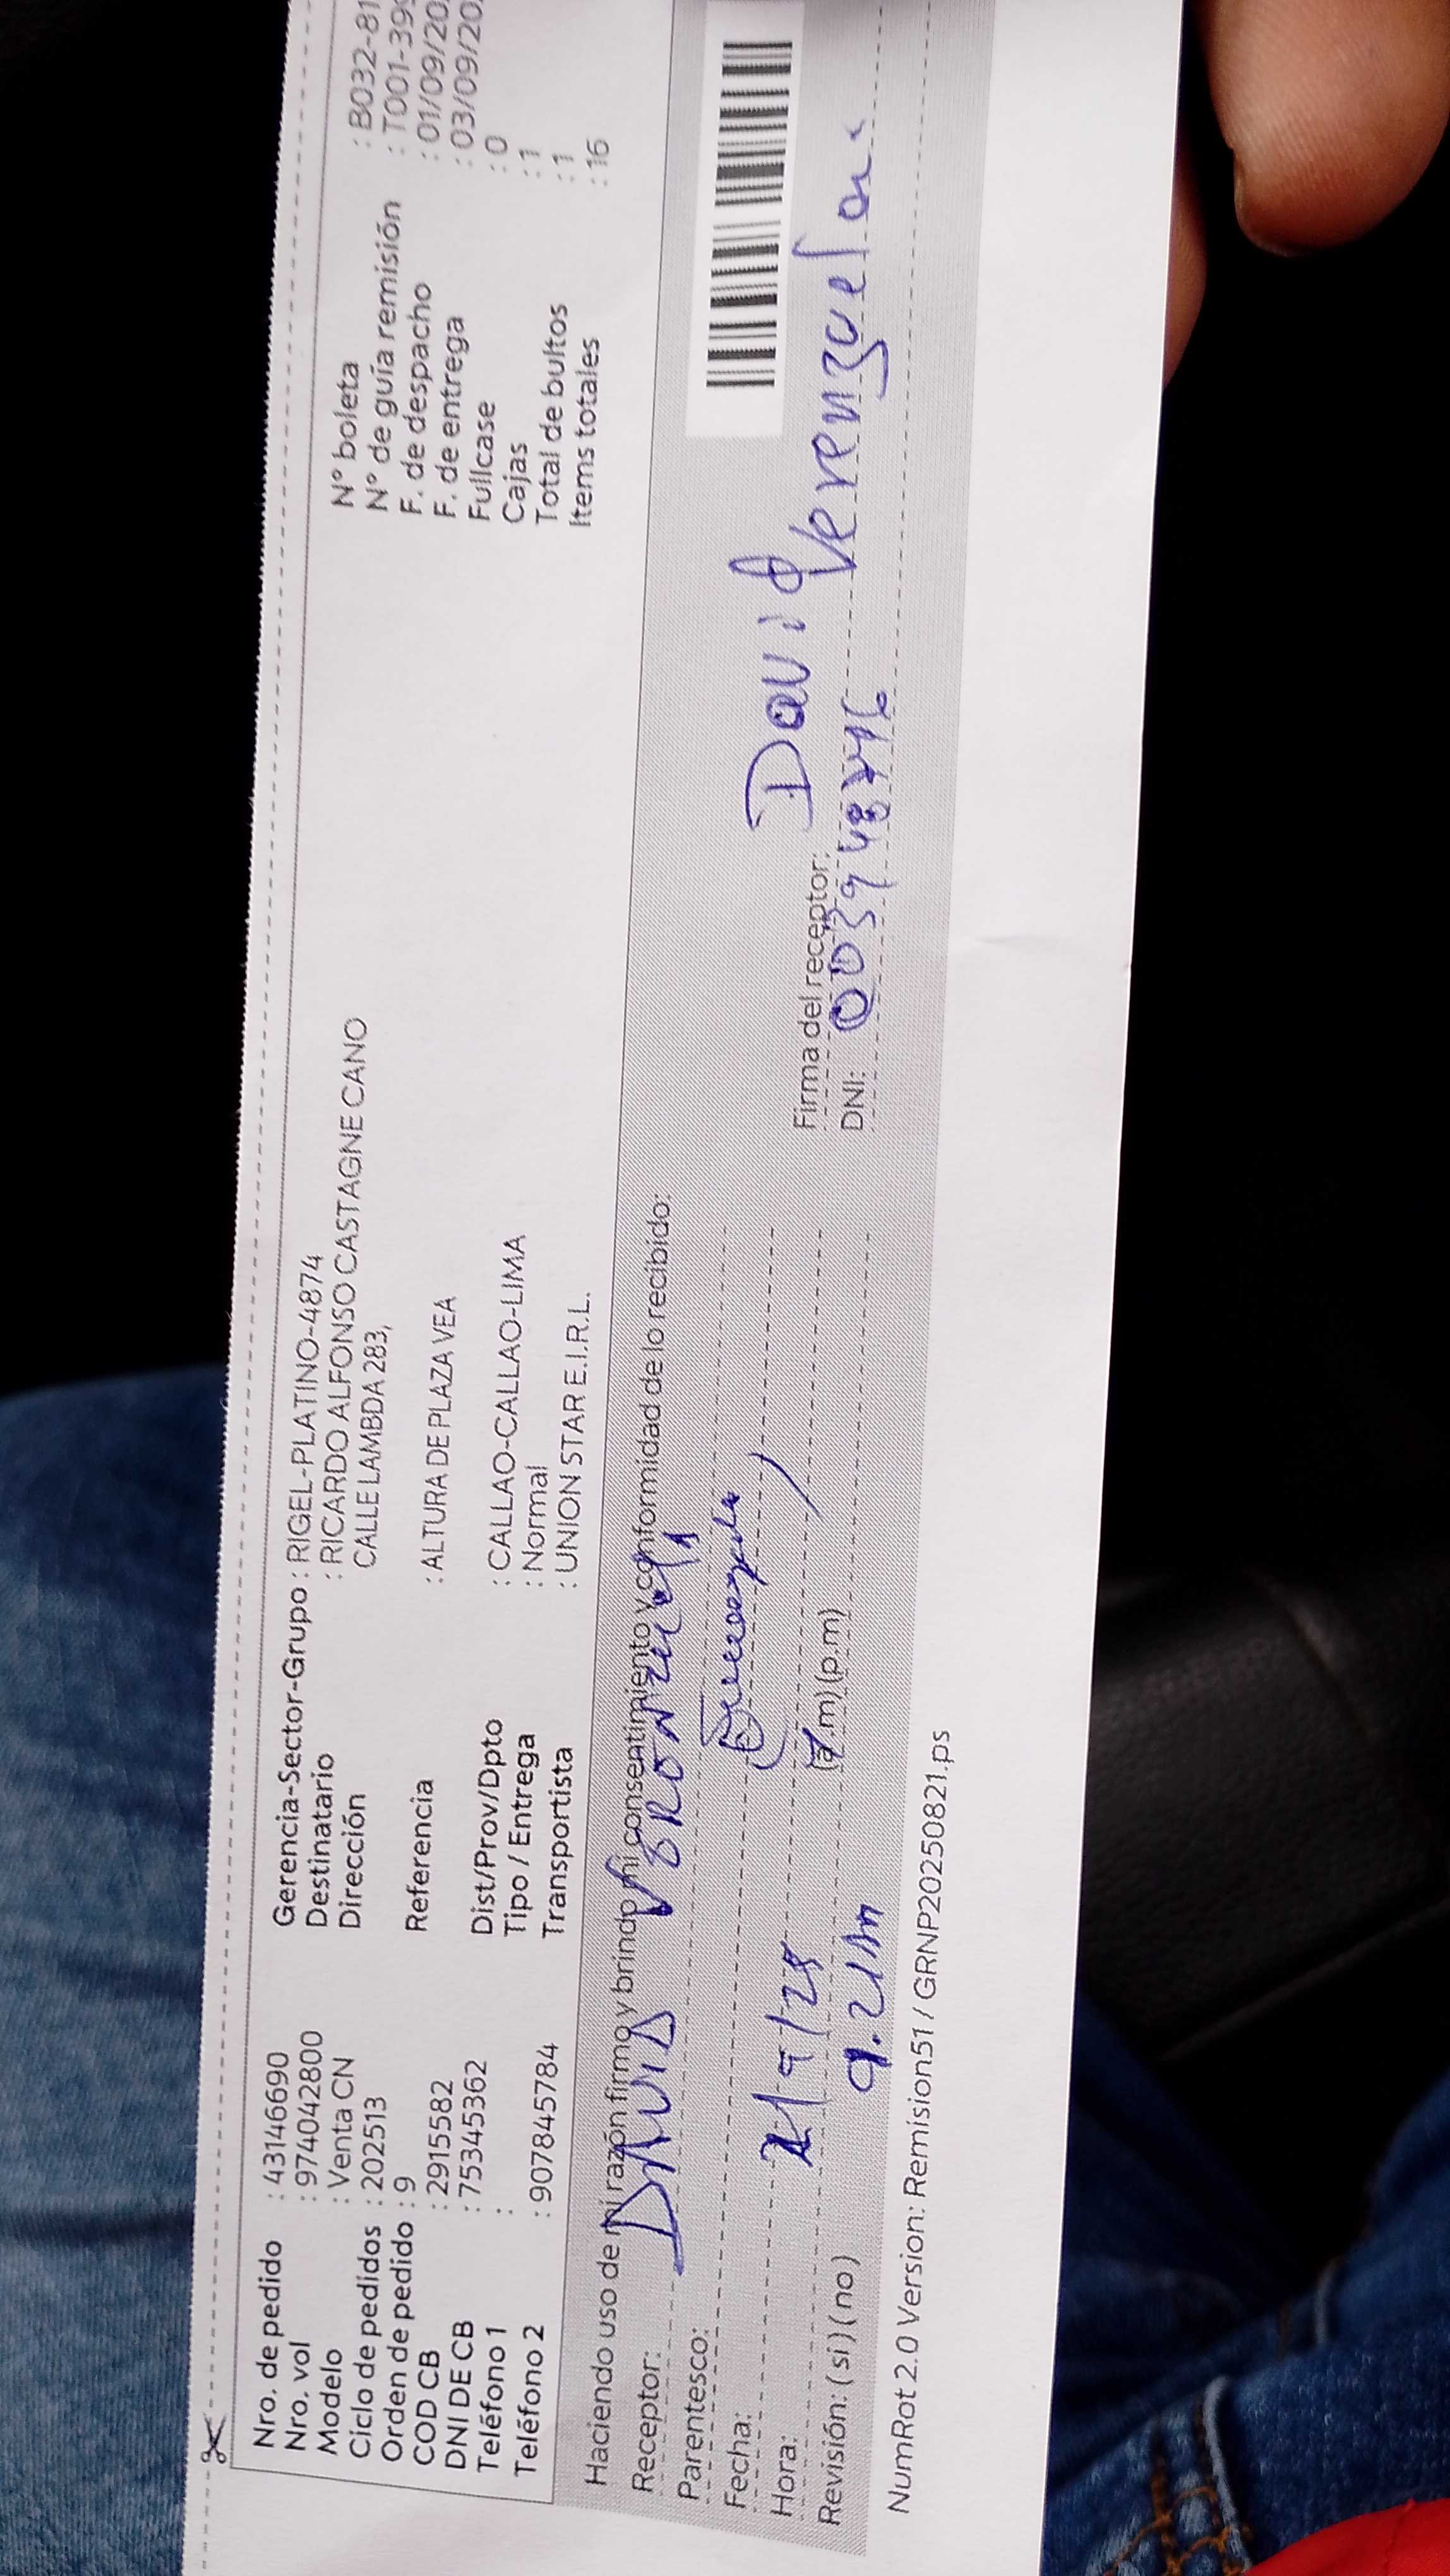 Nro. de pedido : 43146690
Nro. vol : 974042800
Modelo : Venta CN
Ciclo de pedidos : 202513
Orden de pedido : 9
COD CB : 2915582
DNI DE CB : 75345362
Teléfono 1 :
Teléfono 2 : 907845784
Gerencia-Sector-Grupo : RIGEL-PLATINO-4874
Destinatario : RICARDO ALFONSO CASTAGNE CANO
Dirección CALLE LAMBDA 283,
Referencia : ALTURA DE PLAZA VEA
Dist/Prov/Dpto : CALLAO-CALLAO-LIMA
Tipo / Entrega : Normal
Transportista : UNION STAR E.I.R.L.
N° boleta : B032-81
N° de guía remisión : T001-39
F. de despacho : 01/09/20
F. de entrega : 03/09/20
Fullcase : 0
Cajas : 1
Total de bultos : 1
Items totales : 16
Haciendo uso de mi razón firmo y brindo mi consentimiento y conformidad de lo recibido:
Receptor: DAVID
Parentesco:
Fecha:
Hora: (a.m) (p.m)
Revisión: (si) (no)
Firma del receptor: David
DNI:
NumRot 2.0 Version: Remision51 / GRNP20250821.ps